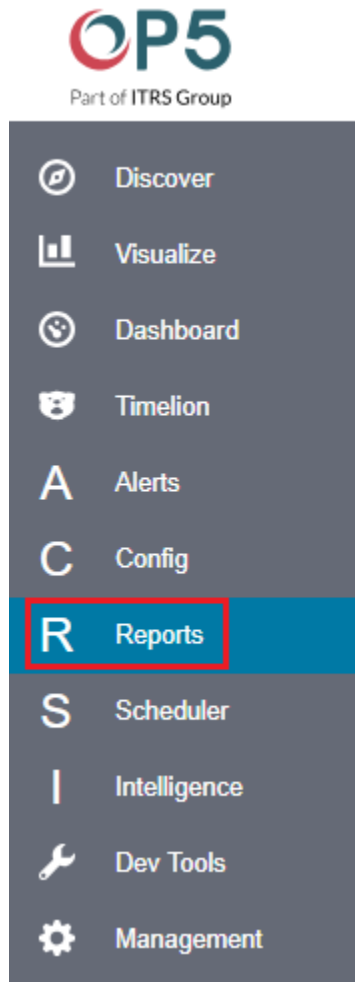 OP5
Part of ITRS Group
Discover
Visualize
Dashboard
Timelion
A Alerts
C Config
R Reports
S Scheduler
I Intelligence
Dev Tools
Management